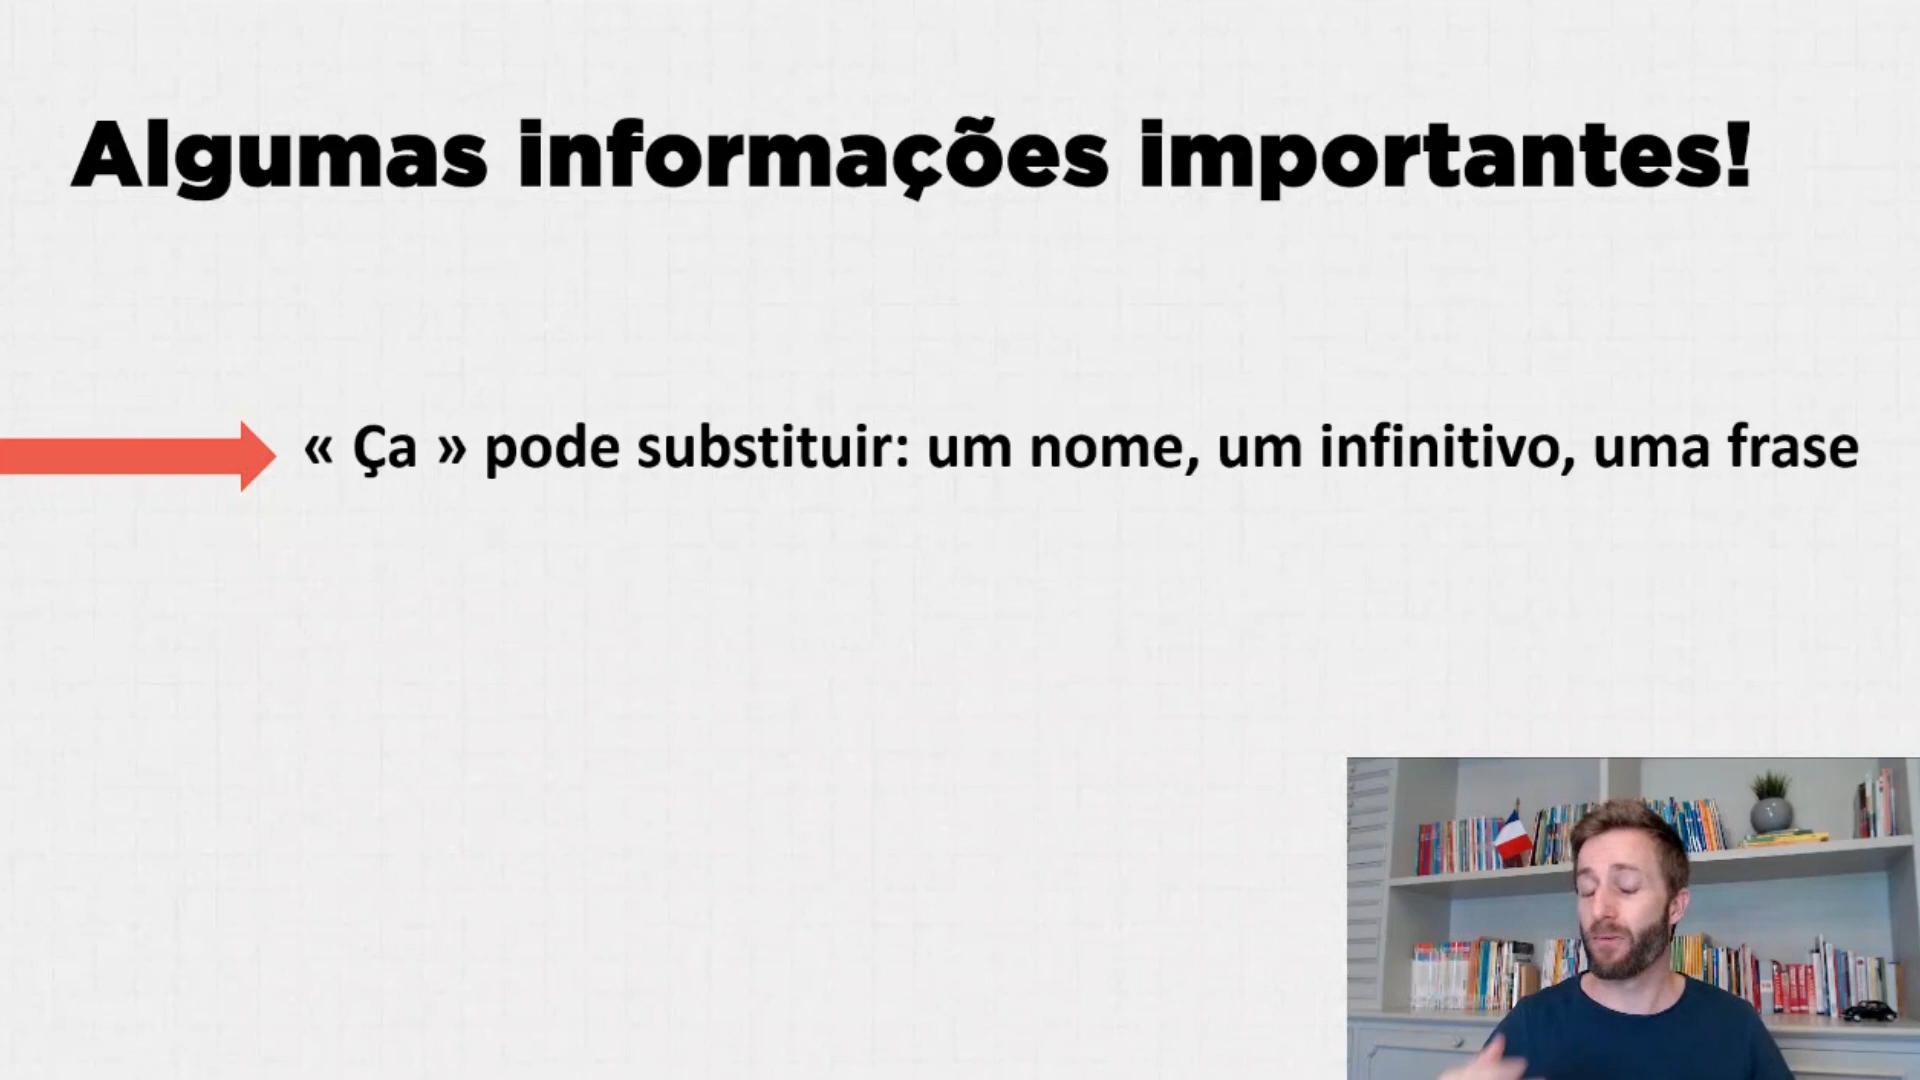 Algumas informações importantes!
« Ça » pode substituir: um nome, um infinitivo, uma frase